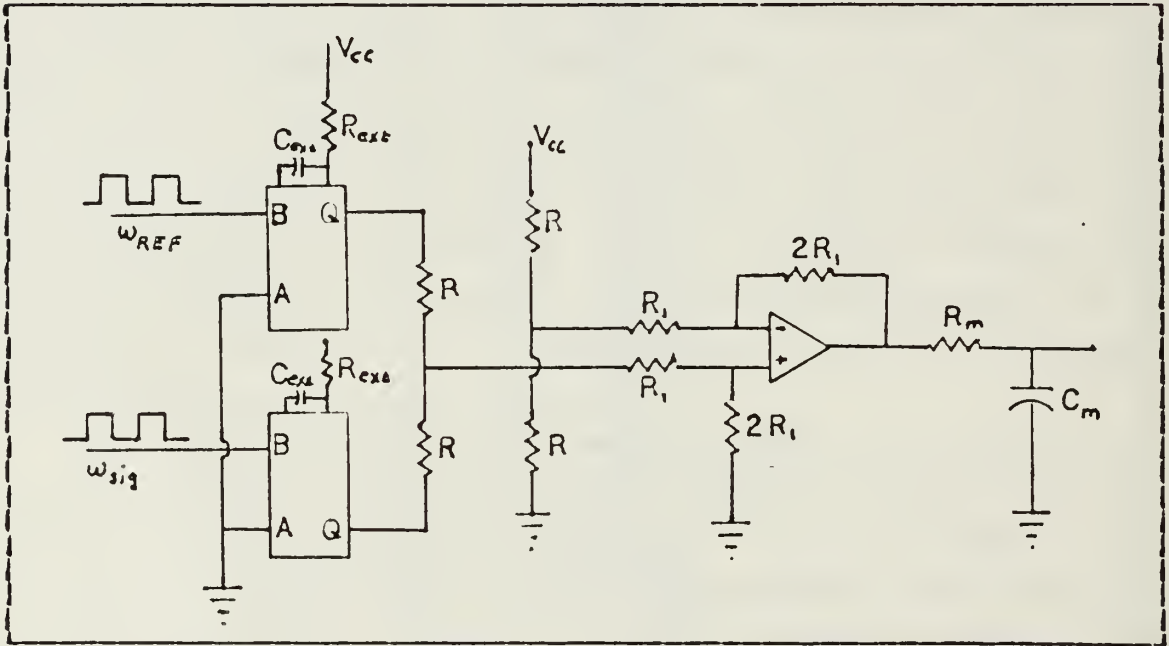 Vcc
Rext
Cext
B Q
ωREF
A
R
Rext
Cext
B
ωsig
A Q
R
Vcc
R
R
R₁
R₁
2R₁
2R₁
-
+
Rm
Cm